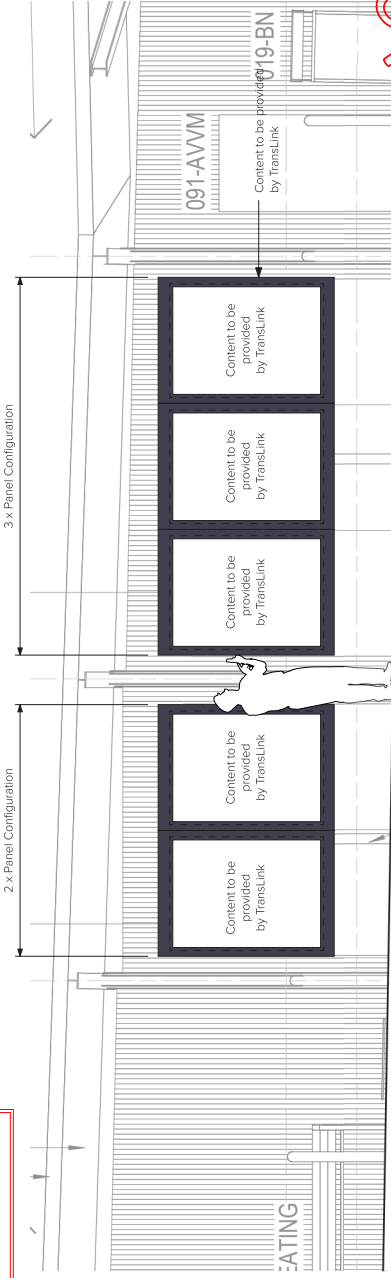 2 x Panel Configuration
3 x Panel Configuration
091-AVVM
Content to be
provided
by TransLink
Content to be
provided
by TransLink
Content to be
provided
by TransLink
Content to be
provided
by TransLink
Content to be
provided
by TransLink
Content to be provided
by TransLink
019-BN
EATING